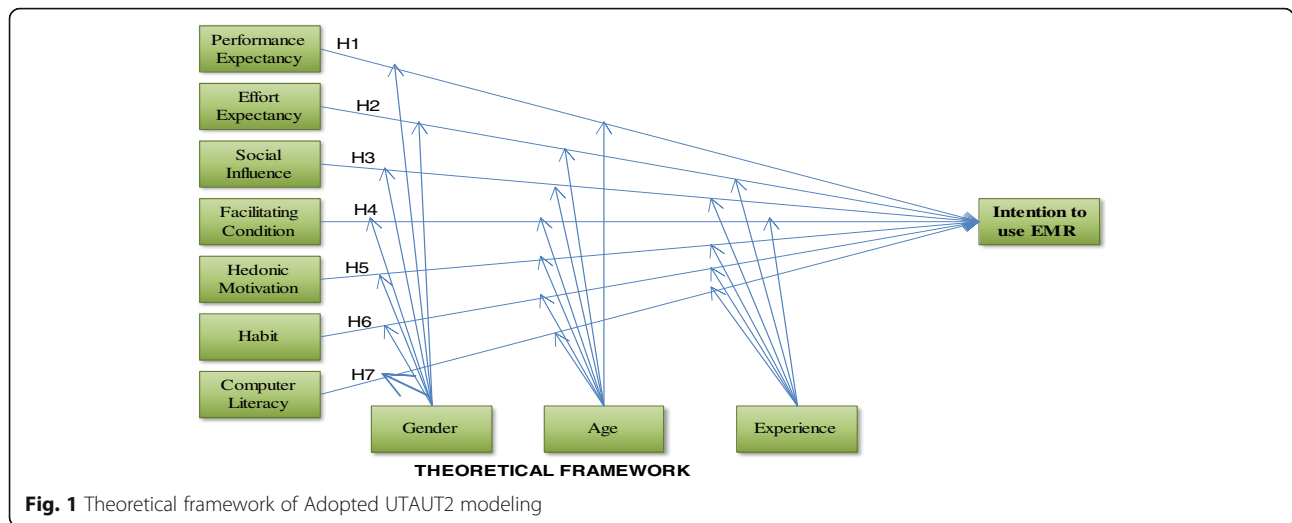 Performance
Expectancy
H1
Effort
Expectancy
H2
Social
Influence
H3
Facilitating
Condition
H4
Intention to
use EMR
Hedonic
Motivation
H5
Habit
H6
Computer
Literacy
H7
Gender
Age
Experience
THEORETICAL FRAMEWORK
Fig. 1 Theoretical framework of Adopted UTAUT2 modeling